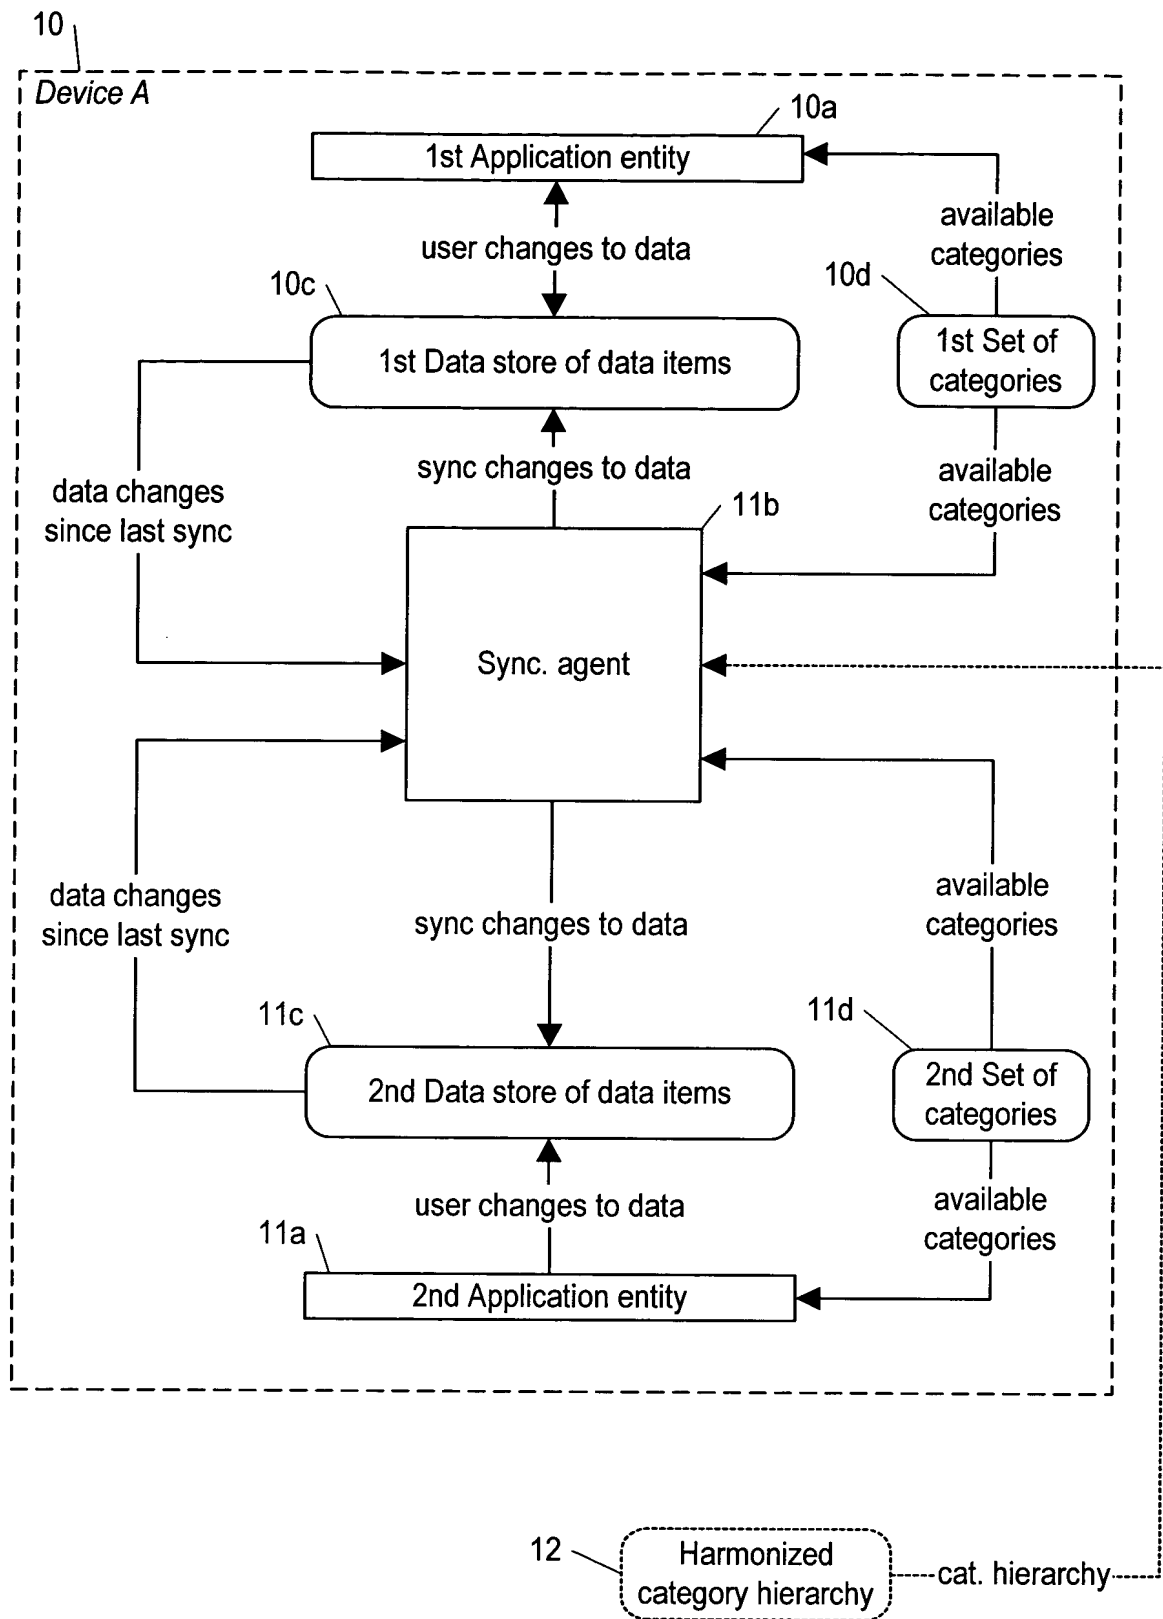 10
Device A
10a
1st Application entity
available
categories
user changes to data
10c
10d
1st Data store of data items
1st Set of
categories
sync changes to data
available
categories
data changes
since last sync
11b
Sync. agent
data changes
since last sync
sync changes to data
available
categories
11c
11d
2nd Data store of data items
2nd Set of
categories
user changes to data
available
categories
11a
2nd Application entity
12
Harmonized
category hierarchy
cat. hierarchy